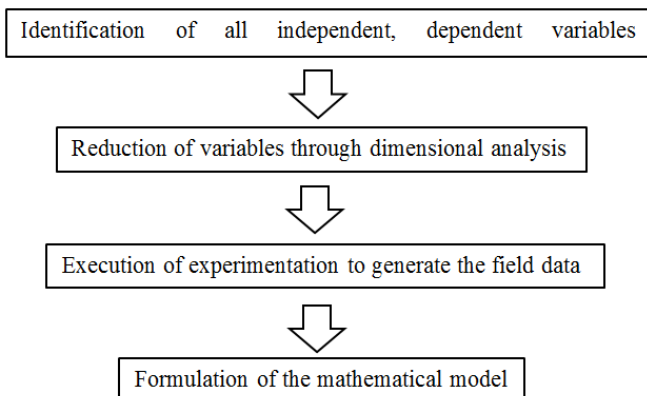 Identification of all independent, dependent variables
Reduction of variables through dimensional analysis
Execution of experimentation to generate the field data
Formulation of the mathematical model